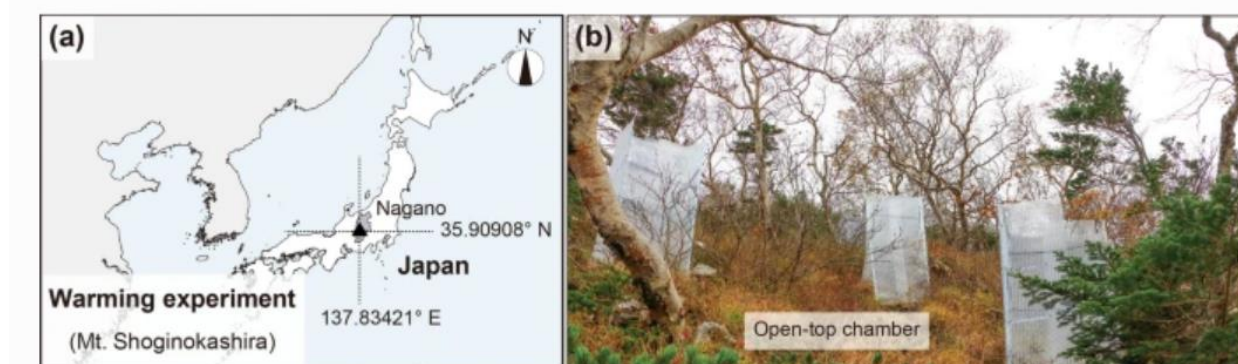 (a)
N
Nagano
35.90908° N
Japan
Warming experiment
137.83421° E
(Mt. Shoginokashira)
(b)
Open-top chamber